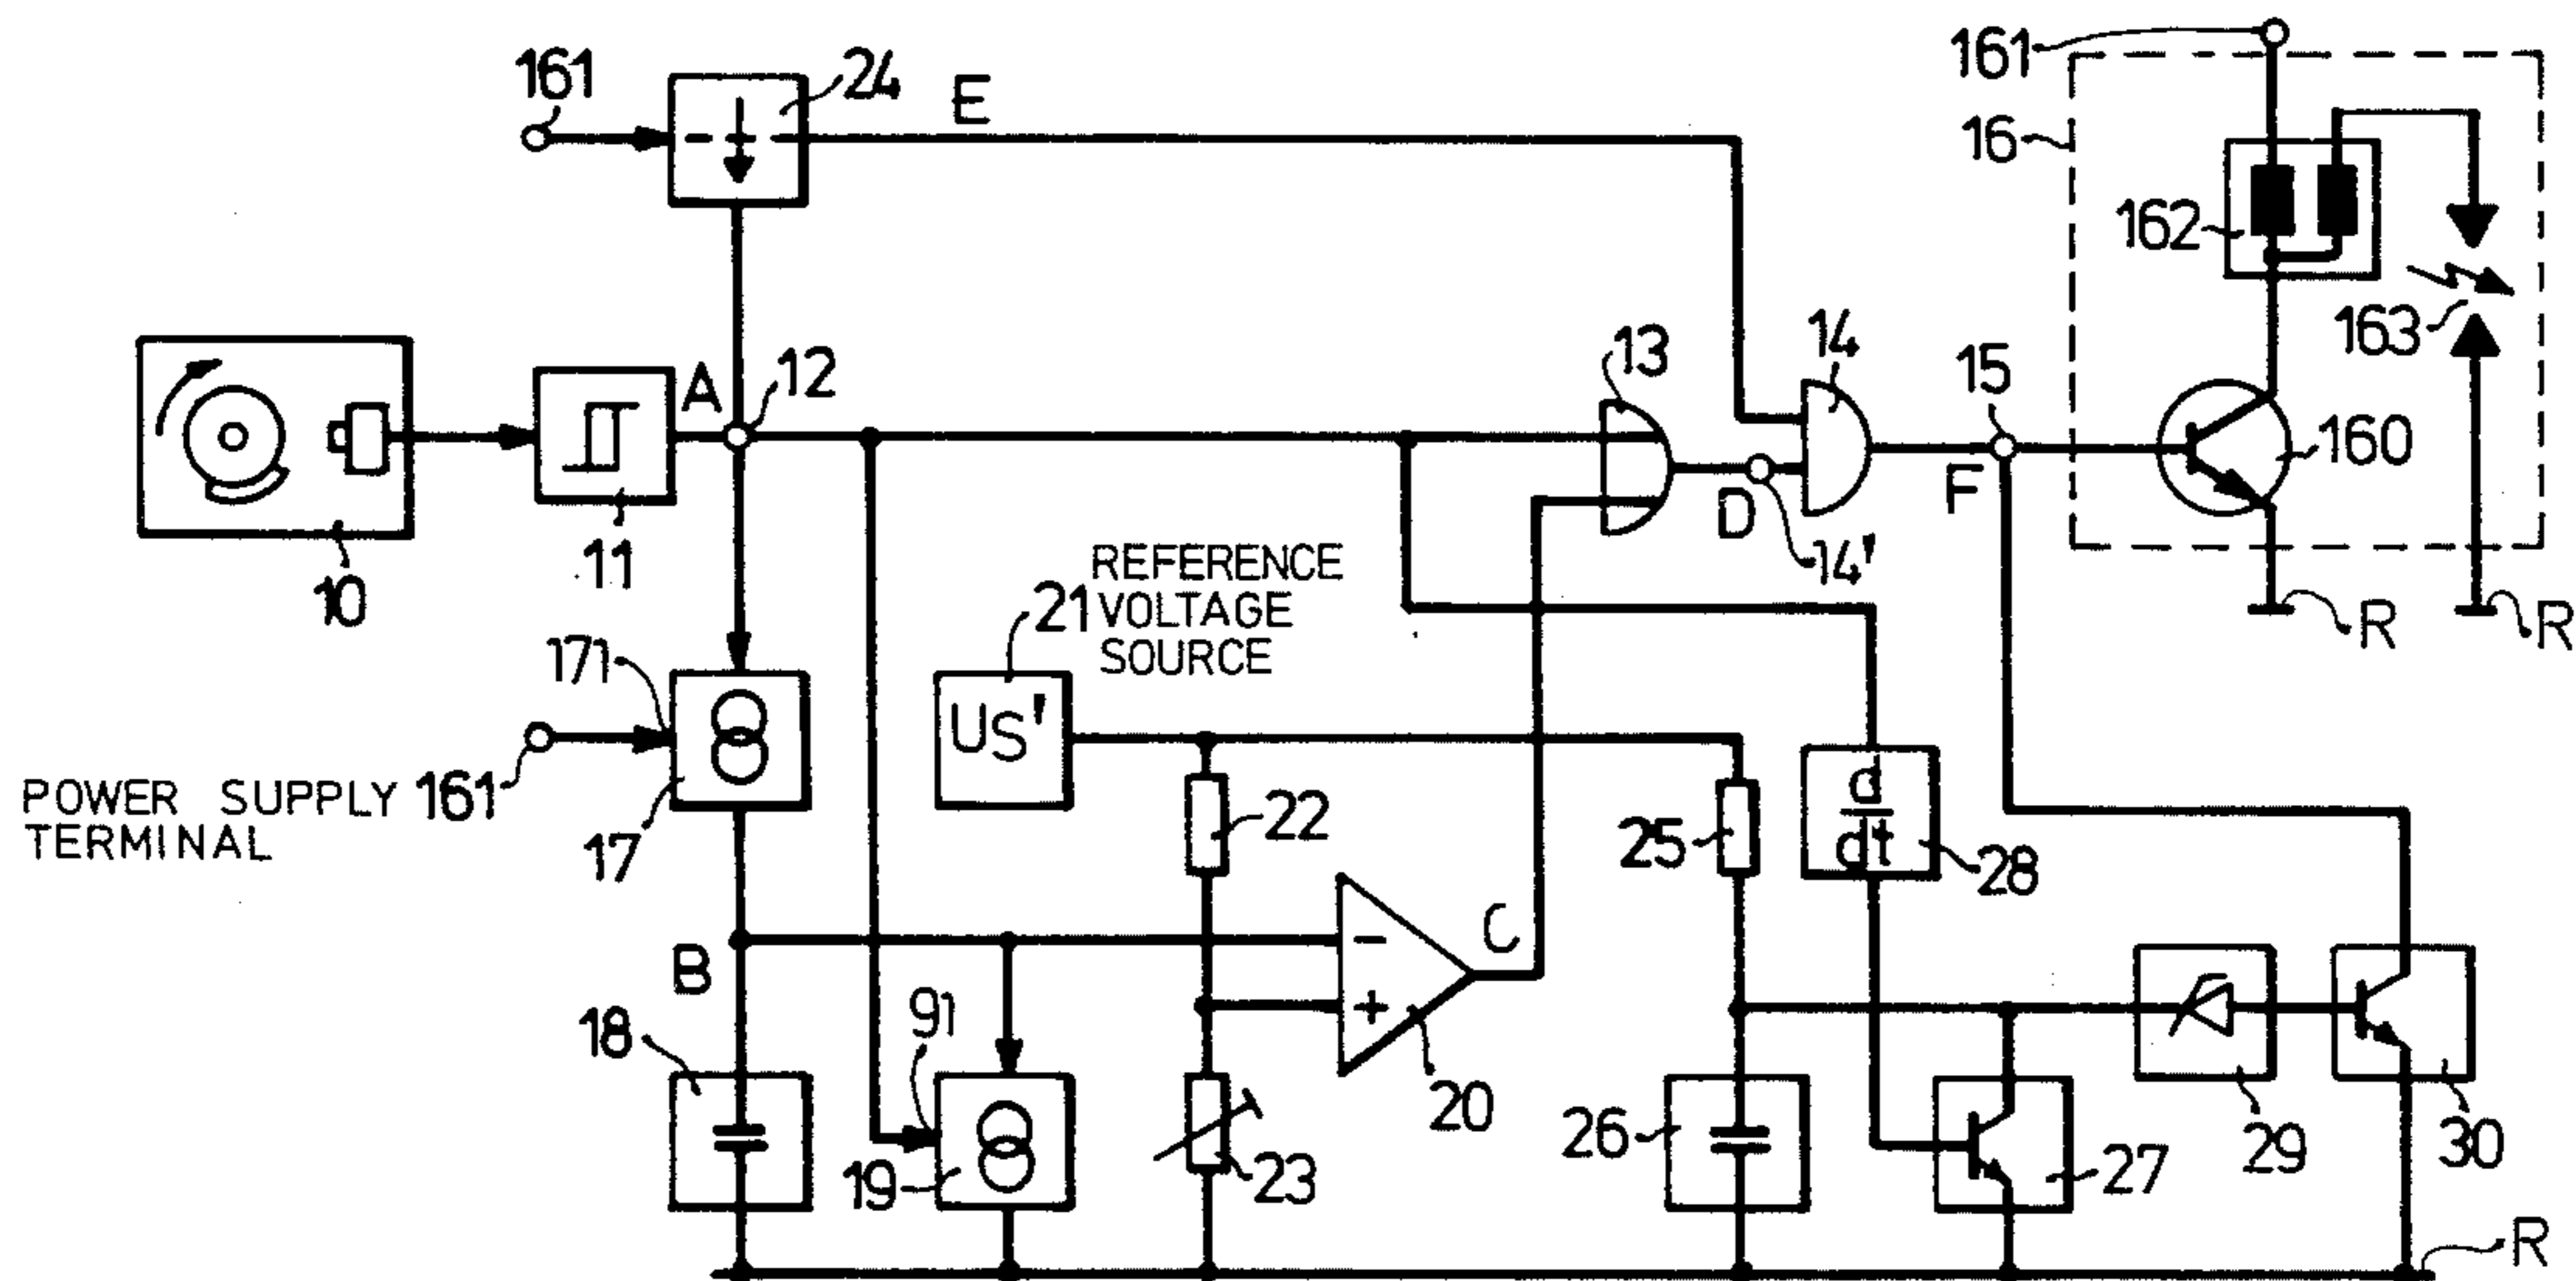 161
24
E
161
16
162
163
A
12
13
14
15
160
D
14'
F
10
11
21
REFERENCE
VOLTAGE
SOURCE
R
R
171
US'
POWER SUPPLY
TERMINAL
161
17
22
25
d
dt
28
B
C
18
91
19
20
23
26
27
29
30
R